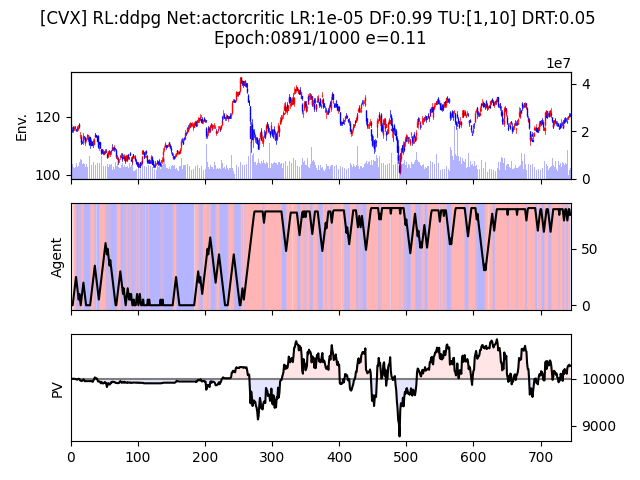 [CVX] RL:ddpg Net:actorcritic LR:1e-05 DF:0.99 TU:[1,10] DRT:0.05
Epoch:0891/1000 e=0.11
1e7
Env.
120
100
4
2
0
Agent
50
0
PV
10000
9000
0 100 200 300 400 500 600 700